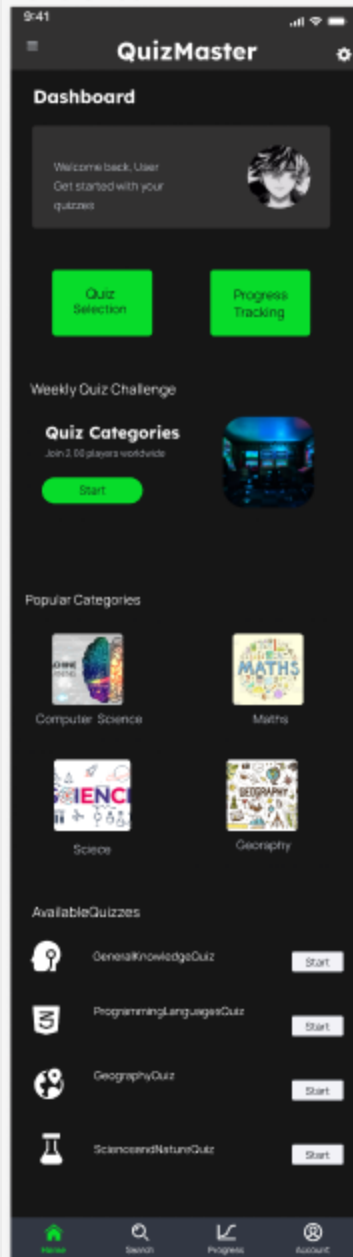 9:41
QuizMaster
Dashboard
Welcome back, User
Get started with your
quizzes
Quiz
Selection
Progress
Tracking
Weekly Quiz Challenge
Quiz Categories
Start
Popular Categories
MATHS
Computer Science
Maths
GEOGRAPHY
Sciece
Geography
AvailableQuizzes
GeneralKnowledgeQuiz
Start
ProgrammingLanguagesQuiz
Start
GeographyQuiz
Start
ScienceandNatureQuiz
Start
Home
Search
Progress
Account